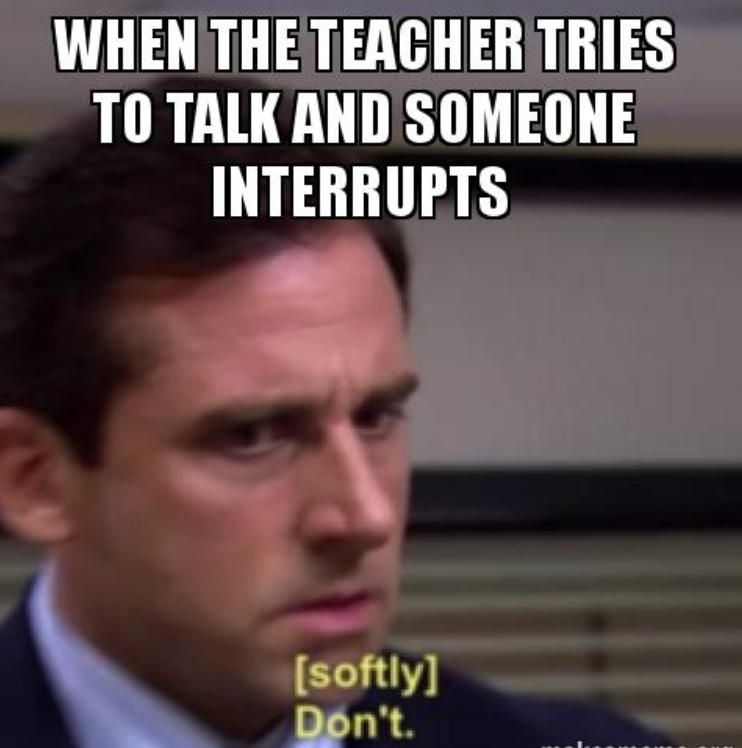 WHEN THE TEACHER TRIES
TO TALK AND SOMEONE
INTERRUPTS
[softly]
Don't.